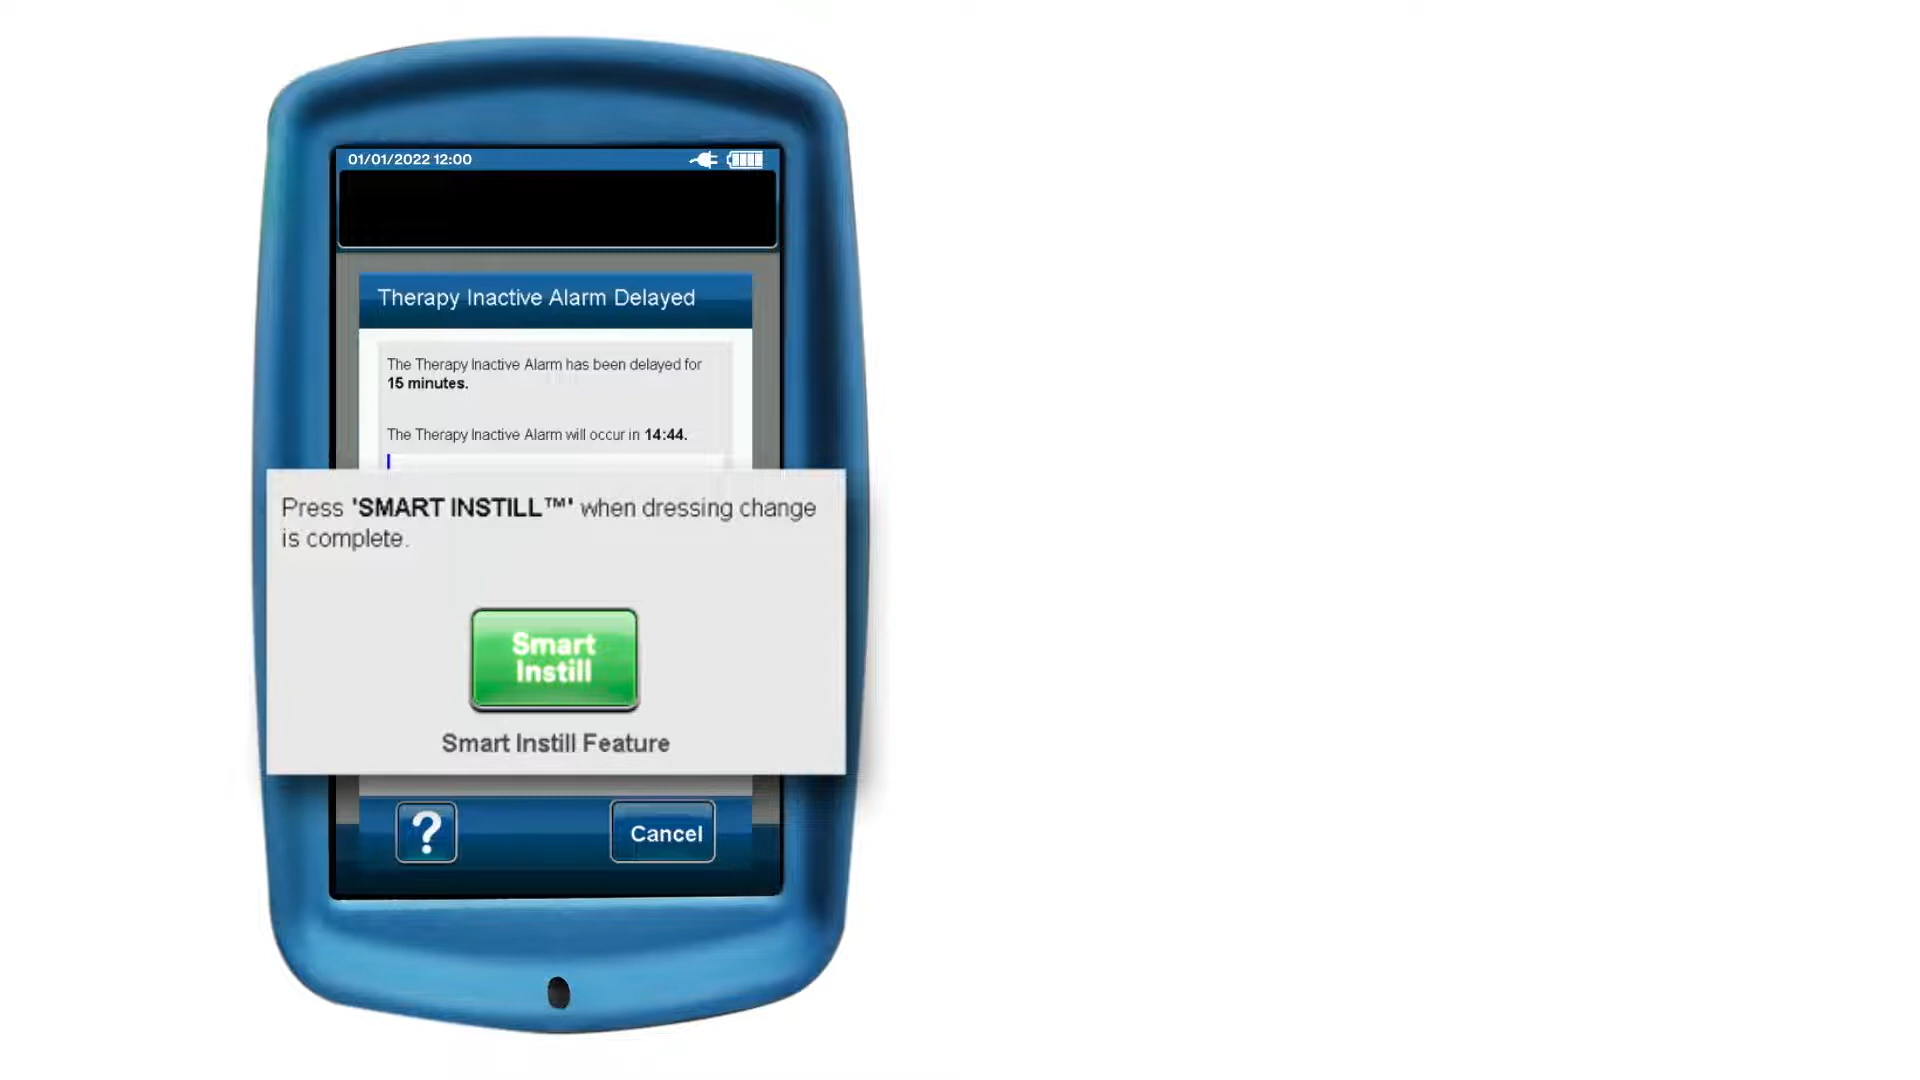 01/01/2022 12:00
Therapy Inactive Alarm Delayed
The Therapy Inactive Alarm has been delayed for
15 minutes.
The Therapy Inactive Alarm will occur in 14:44.
Press 'SMART INSTILL™' when dressing change
is complete.
Smart
Instill
Smart Instill Feature
?
Cancel